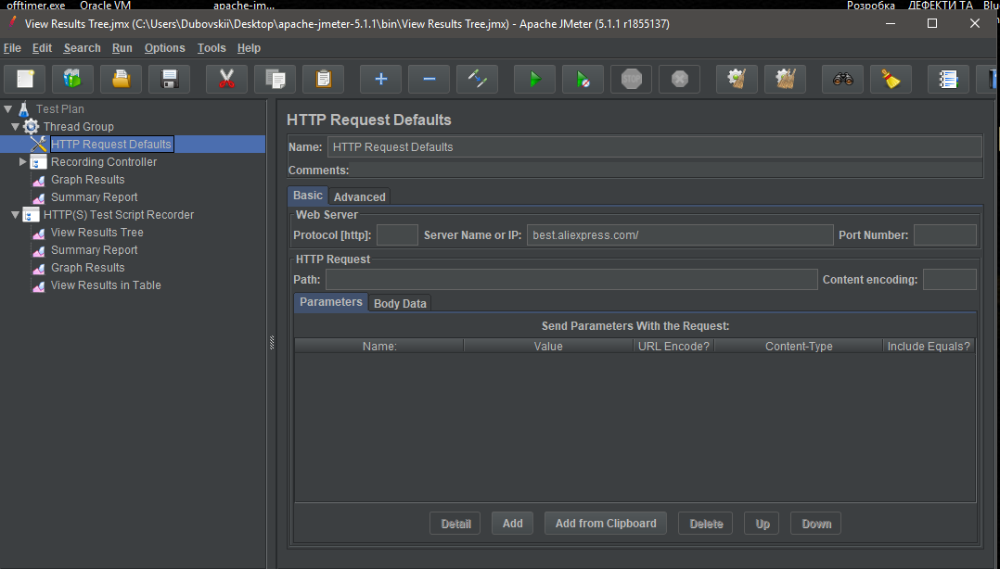 offtimer.exe Oracle VM apache-jm... Розробка ДЕФЕКТИ ТА Blu
View Results Tree.jmx (C:\Users\Dubovskii\Desktop\apache-jmeter-5.1.1\bin\View Results Tree.jmx) - Apache JMeter (5.1.1 r1855137)
File Edit Search Run Options Tools Help
STOP
Test Plan
Thread Group
HTTP Request Defaults
Recording Controller
Graph Results
Summary Report
HTTP(S) Test Script Recorder
View Results Tree
Summary Report
Graph Results
View Results in Table
HTTP Request Defaults
Name: HTTP Request Defaults
Comments:
Basic Advanced
Web Server
Protocol [http]: Server Name or IP: best.aliexpress.com/ Port Number:
HTTP Request
Path: Content encoding:
Parameters Body Data
Send Parameters With the Request:
Name: Value URL Encode? Content-Type Include Equals?
Detail Add Add from Clipboard Delete Up Down